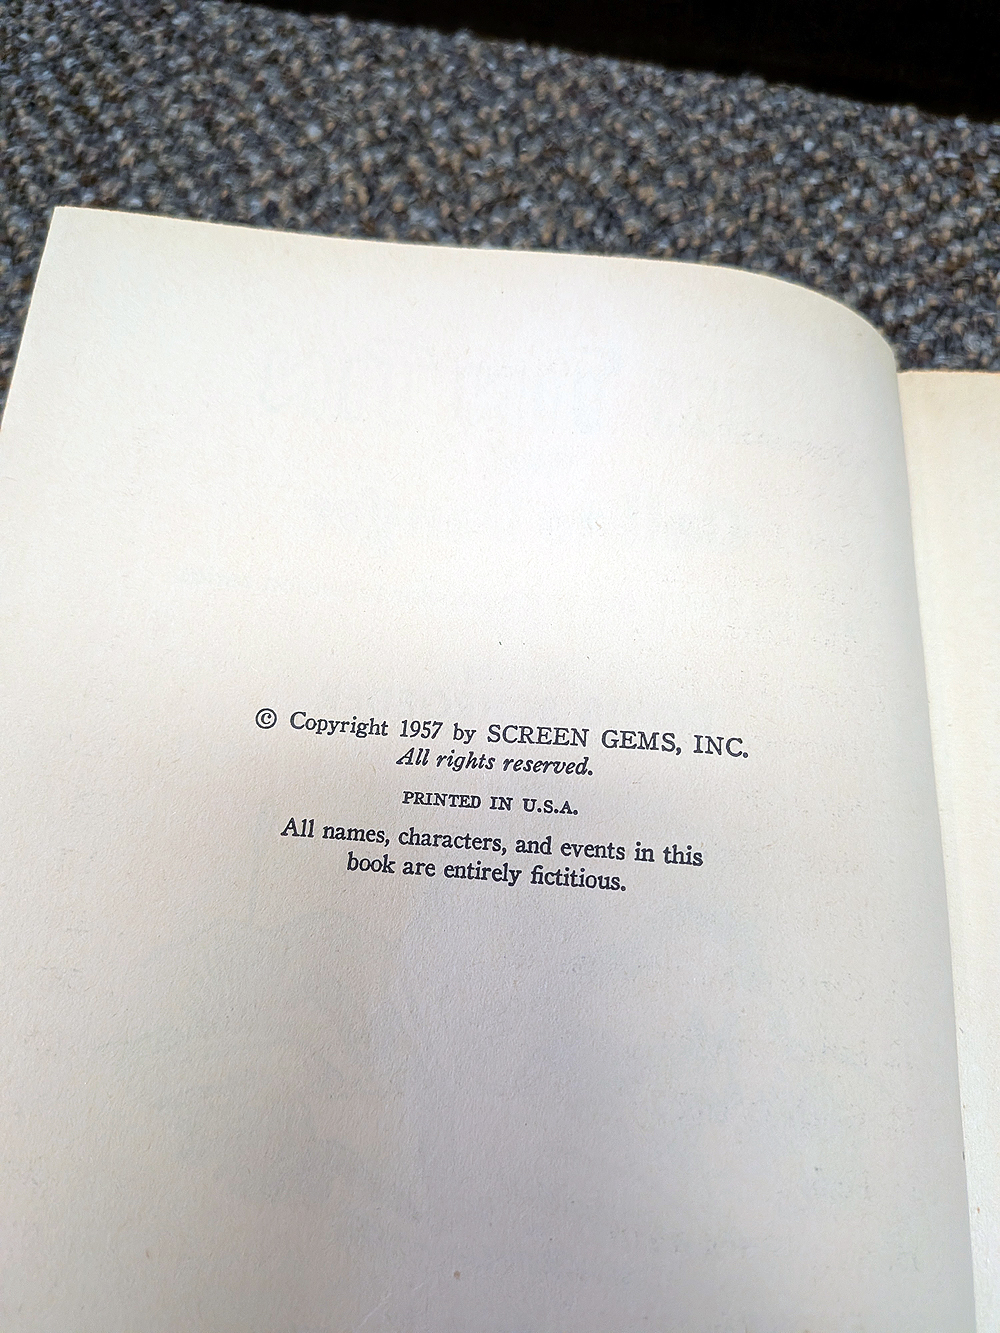 © Copyright 1957 by SCREEN GEMS, INC.
All rights reserved.
PRINTED IN U.S.A.
All names, characters, and events in this
book are entirely fictitious.